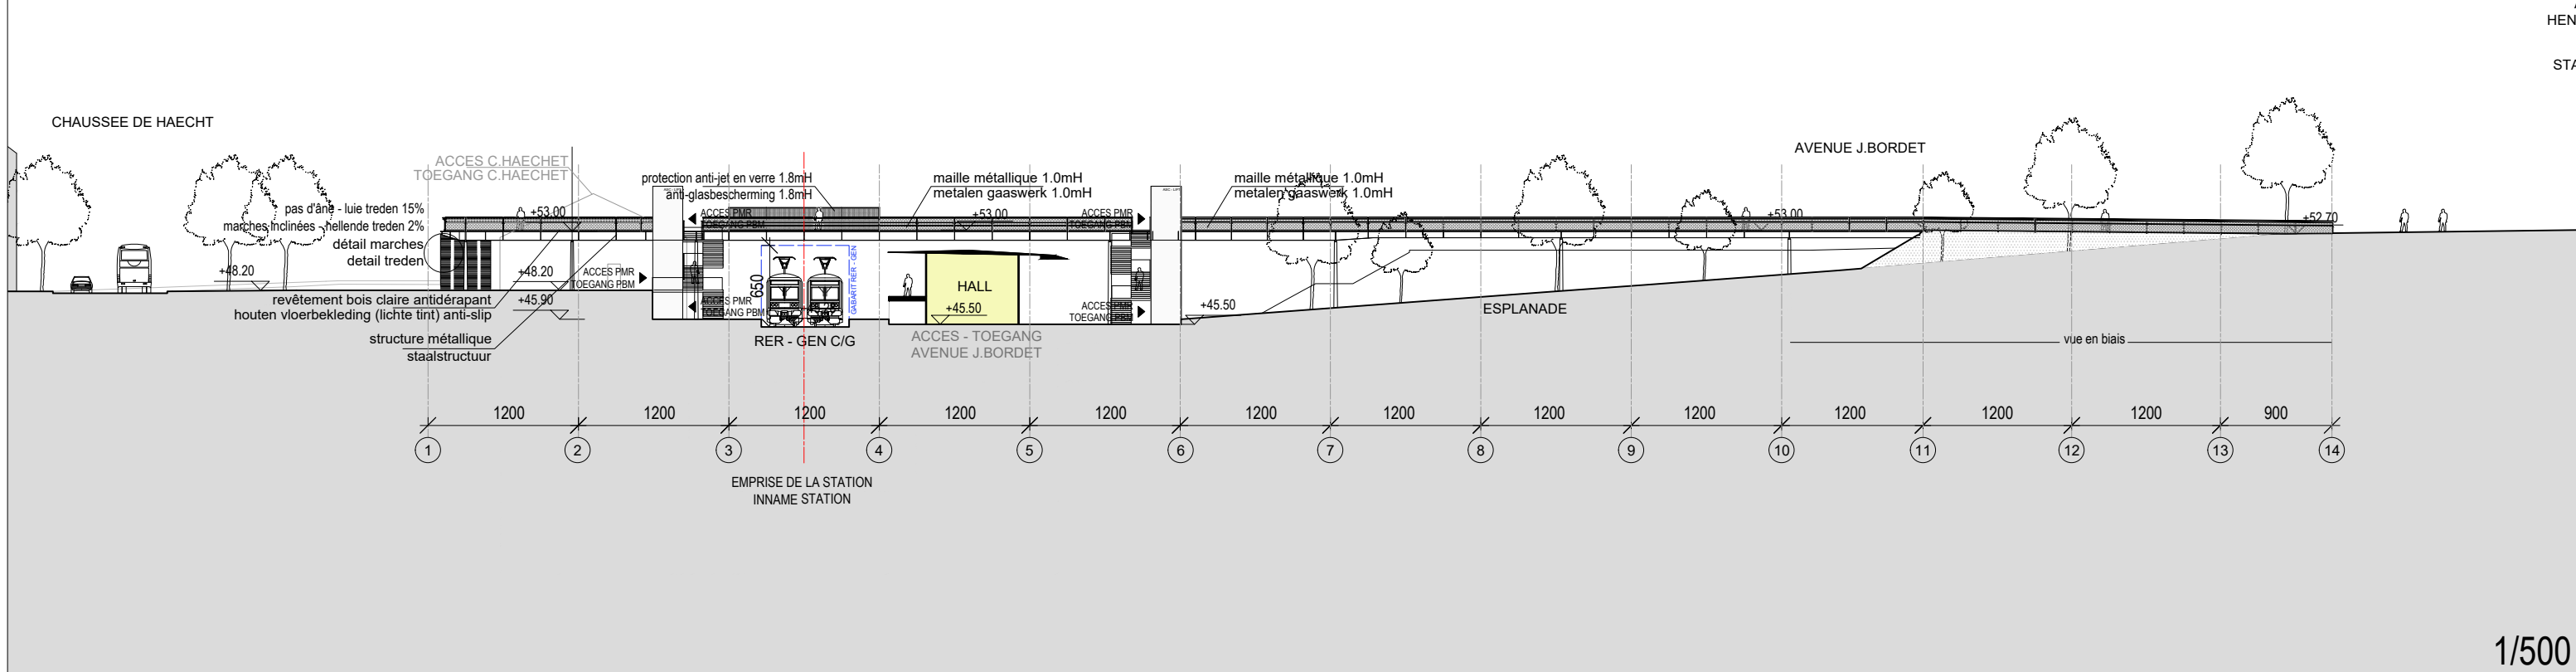 HEN
STA
CHAUSSEE DE HAECHT
AVENUE J.BORDET
ACCES C.HAECHET
TOEGANG C.HAECHET
protection anti-jet en verre 1.8mH
anti-glasbescherming 1.8mH
maille métallique 1.0mH
metalen gaaswerk 1.0mH
maille métallique 1.0mH
metalen gaaswerk 1.0mH
pas d'âne - luie treden 15%
marches inclinées - hellende treden 2%
détail marches
detail treden
+53.00
ACCES PMR
TOEGANG PBM
+53.00
ACCES PMR
TOEGANG PBM
+53.00
+52.70
+48.20
+48.20
ACCES PMR
TOEGANG PBM
650
GABARIT RER - GEN
HALL
+45.50
revêtement bois claire antidérapant
houten vloerbekleding (lichte tint) anti-slip
+45.90
ACCES PMR
TOEGANG PBM
ACCES PMR
TOEGANG PBM
+45.50
ESPLANADE
structure métallique
staalstructuur
RER - GEN C/G
ACCES - TOEGANG
AVENUE J.BORDET
vue en biais
1200 1200 1200 1200 1200 1200 1200 1200 1200 1200 1200 1200 900
1 2 3 4 5 6 7 8 9 10 11 12 13 14
EMPRISE DE LA STATION
INNAME STATION
1/500